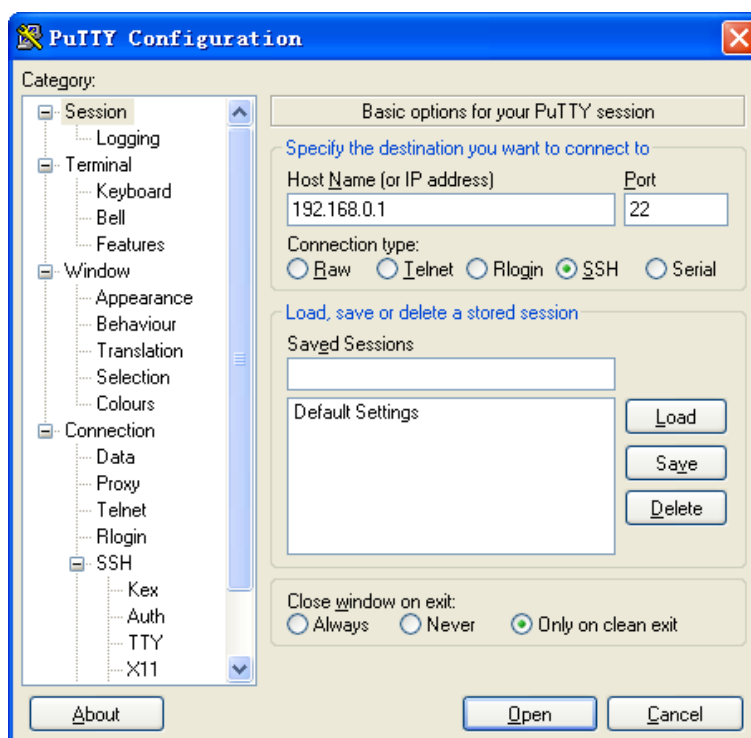 PuTTY Configuration
Category:
Session
Logging
Terminal
Keyboard
Bell
Features
Window
Appearance
Behaviour
Translation
Selection
Colours
Connection
Data
Proxy
Telnet
Rlogin
SSH
Kex
Auth
TTY
X11
Basic options for your PuTTY session
Specify the destination you want to connect to
Host Name (or IP address) Port
192.168.0.1 22
Connection type:
Raw Telnet Rlogin SSH Serial
Load, save or delete a stored session
Saved Sessions
Default Settings
Load
Save
Delete
Close window on exit:
Always Never Only on clean exit
About Open Cancel